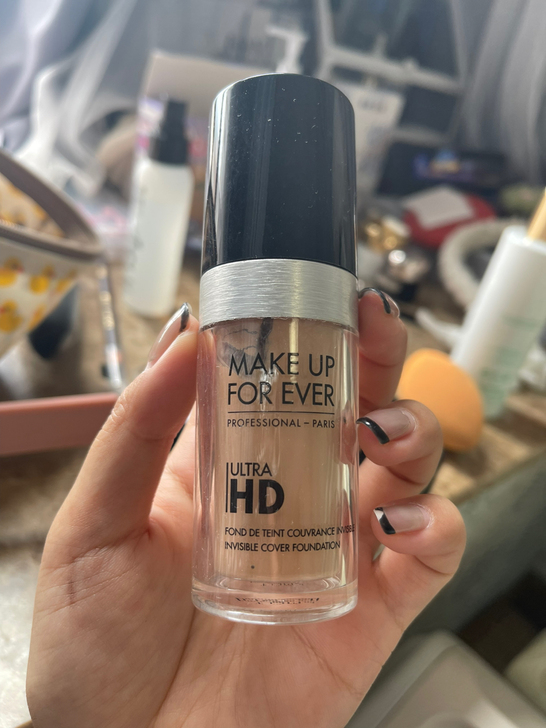 MAKE UP
FOR EVER
PROFESSIONAL – PARIS
ULTRA
HD
FOND DE TEINT COUVRANCE INVISIBLE
INVISIBLE COVER FOUNDATION